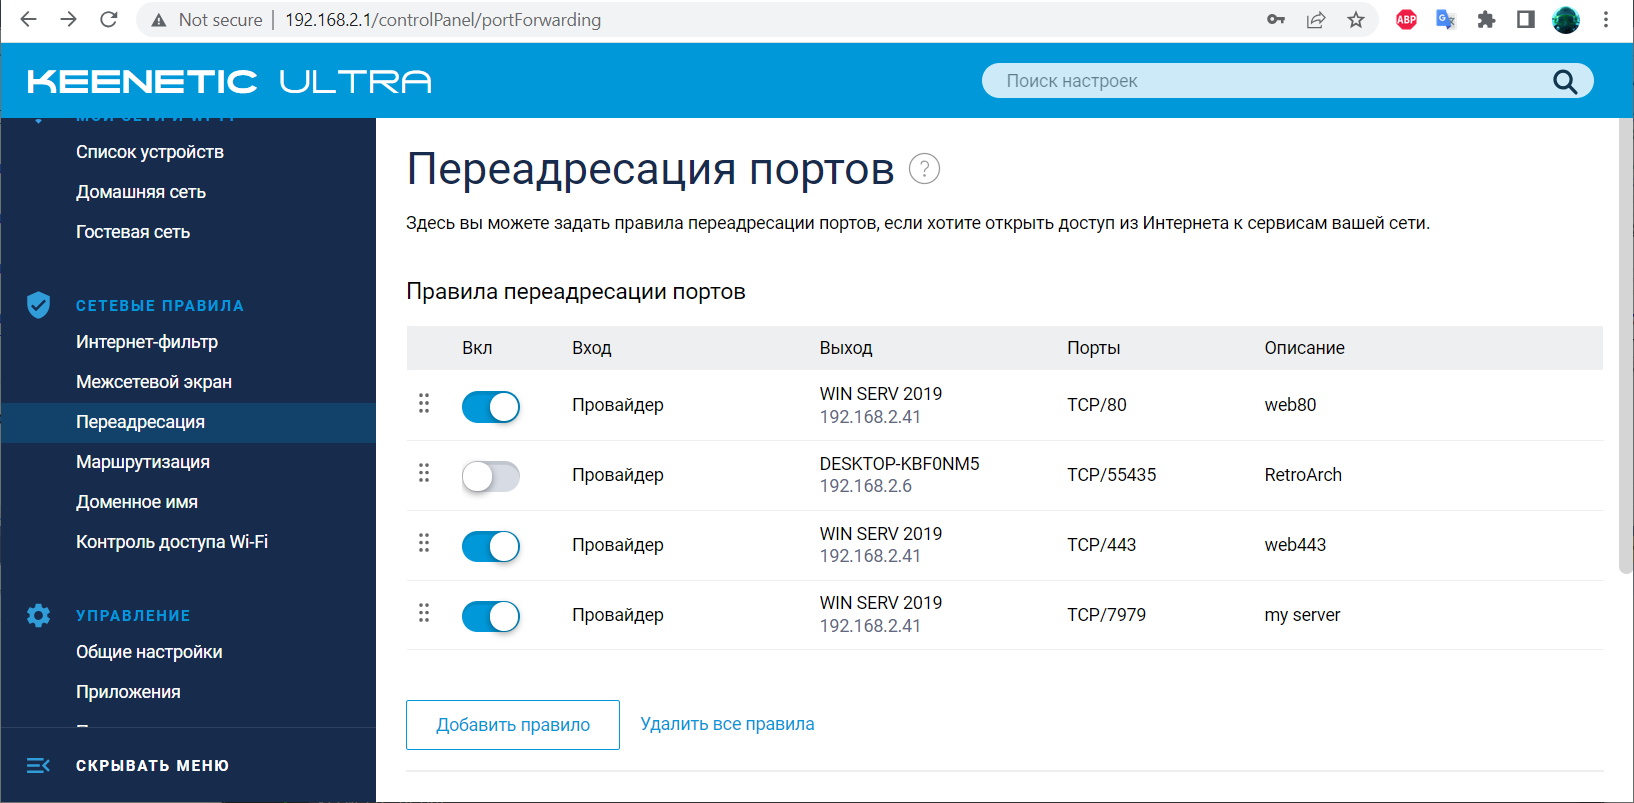 Not secure | 192.168.2.1/controlPanel/portForwarding
ABP
KEENETIC ULTRA
Поиск настроек
Список устройств
Домашняя сеть
Гостевая сеть
СЕТЕВЫЕ ПРАВИЛА
Интернет-фильтр
Межсетевой экран
Переадресация
Маршрутизация
Доменное имя
Контроль доступа Wi-Fi
УПРАВЛЕНИЕ
Общие настройки
Приложения
СКРЫВАТЬ МЕНЮ
Переадресация портов ?
Здесь вы можете задать правила переадресации портов, если хотите открыть доступ из Интернета к сервисам вашей сети.
Правила переадресации портов
Вкл Вход Выход Порты Описание
Провайдер WIN SERV 2019 TCP/80 web80
192.168.2.41
Провайдер DESKTOP-KBF0NM5 TCP/55435 RetroArch
192.168.2.6
Провайдер WIN SERV 2019 TCP/443 web443
192.168.2.41
Провайдер WIN SERV 2019 TCP/7979 my server
192.168.2.41
Добавить правило Удалить все правила